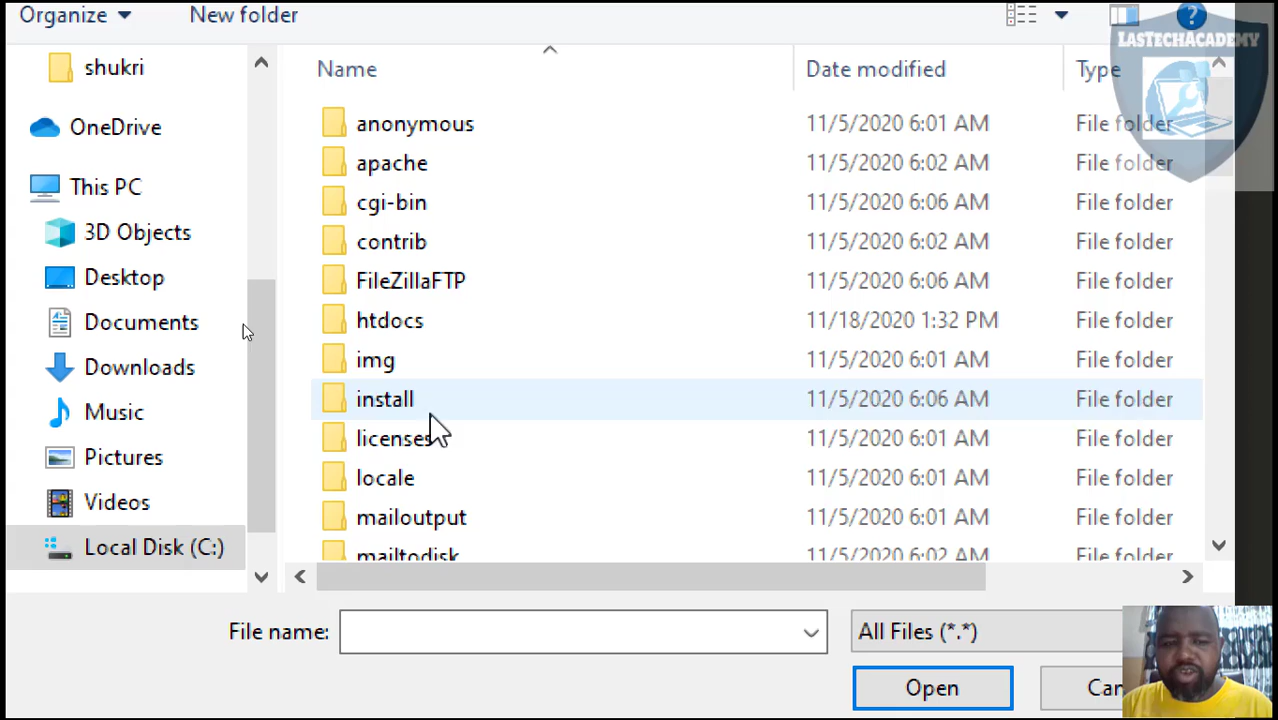 Organize New folder
LASTECHACADEMY
shukri
OneDrive
This PC
3D Objects
Desktop
Documents
Downloads
Music
Pictures
Videos
Local Disk (C:)
Name Date modified Type
anonymous 11/5/2020 6:01 AM File folder
apache 11/5/2020 6:02 AM File folder
cgi-bin 11/5/2020 6:06 AM File folder
contrib 11/5/2020 6:02 AM File folder
FileZillaFTP 11/5/2020 6:06 AM File folder
htdocs 11/18/2020 1:32 PM File folder
img 11/5/2020 6:01 AM File folder
install 11/5/2020 6:06 AM File folder
licenses 11/5/2020 6:01 AM File folder
locale 11/5/2020 6:01 AM File folder
mailoutput 11/5/2020 6:01 AM File folder
mailtodisk 11/5/2020 6:02 AM File folder
File name: All Files (*.*)
Open Can